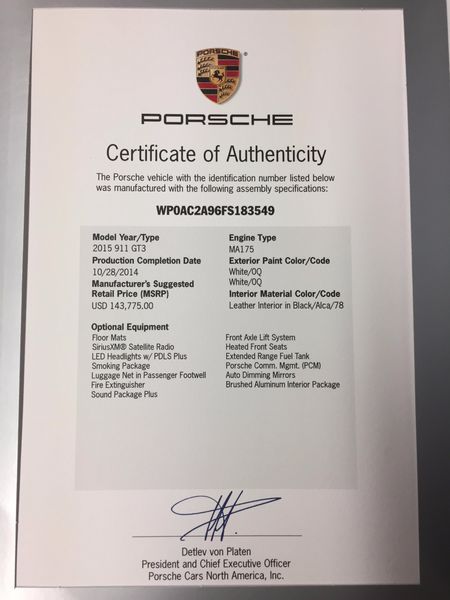 PORSCHE
PORSCHE
Certificate of Authenticity
The Porsche vehicle with the identification number listed below
was manufactured with the following assembly specifications:
WP0AC2A96FS183549
Model Year/Type
2015 911 GT3
Production Completion Date
10/28/2014
Manufacturer's Suggested
Retail Price (MSRP)
USD 143,775.00
Engine Type
MA175
Exterior Paint Color/Code
White/0Q
White/0Q
Interior Material Color/Code
Leather Interior in Black/Alca/78
Optional Equipment
Floor Mats
SiriusXM® Satellite Radio
LED Headlights w/ PDLS Plus
Smoking Package
Luggage Net in Passenger Footwell
Fire Extinguisher
Sound Package Plus
Front Axle Lift System
Heated Front Seats
Extended Range Fuel Tank
Porsche Comm. Mgmt. (PCM)
Auto Dimming Mirrors
Brushed Aluminum Interior Package
Detlev von Platen
President and Chief Executive Officer
Porsche Cars North America, Inc.